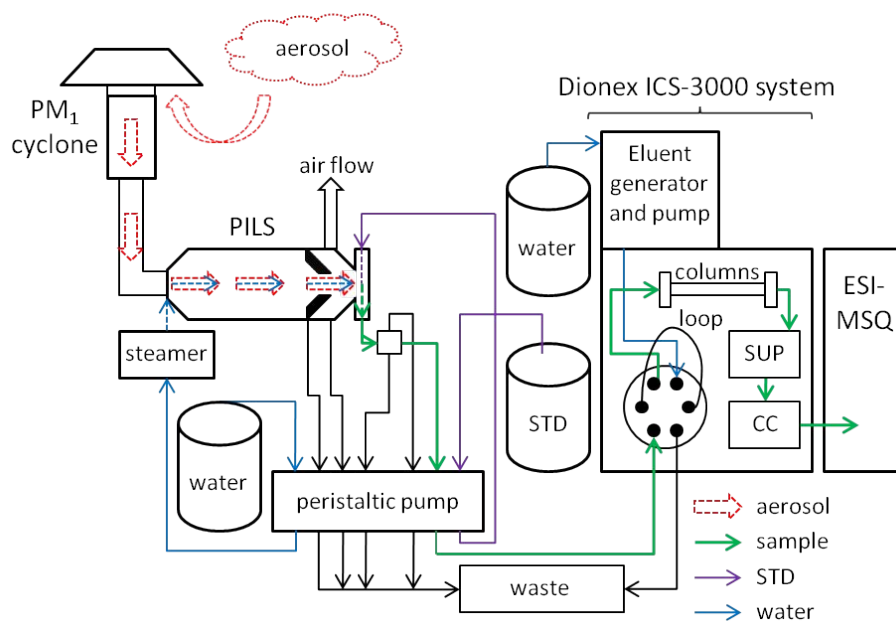 aerosol
PM1
cyclone
air flow
PILS
steamer
water
peristaltic pump
waste
STD
water
Dionex ICS-3000 system
Eluent
generator
and pump
columns
loop
SUP
CC
ESI-
MSQ
aerosol
sample
STD
water